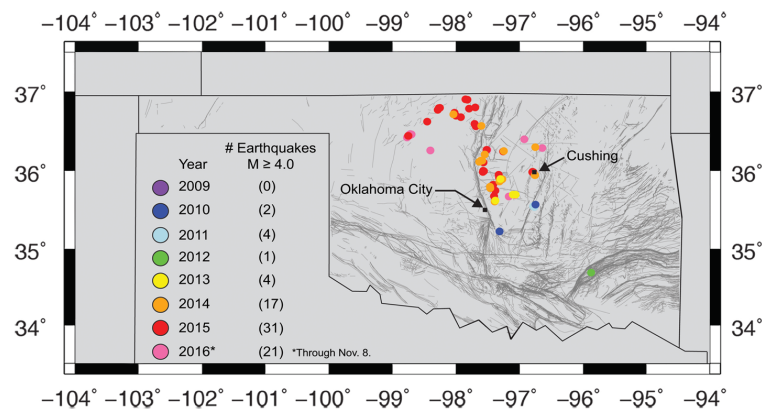 −104° −103° −102° −101° −100° −99° −98° −97° −96° −95° −94°
37° 37°
# Earthquakes
Year M ≥ 4.0
2009 (0)
36° 36°
Cushing
Oklahoma City
2010 (2)
2011 (4)
35° 35°
2012 (1)
2013 (4)
2014 (17)
34° 34°
2015 (31)
2016* (21) *Through Nov. 8.
−104° −103° −102° −101° −100° −99° −98° −97° −96° −95° −94°